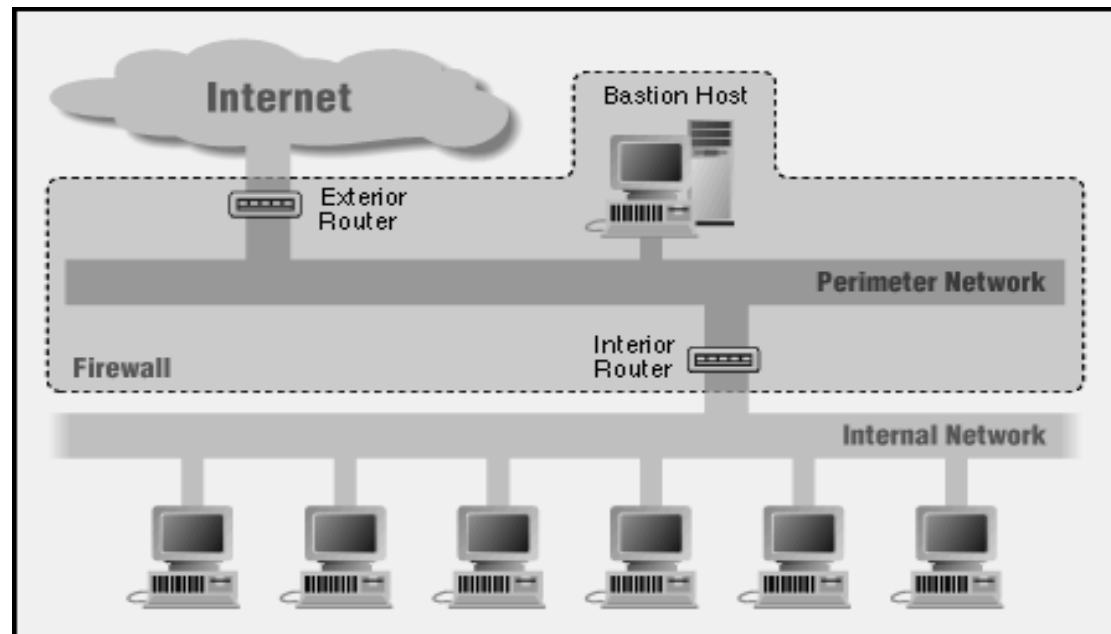 Internet
Bastion Host
Exterior
Router
Perimeter Network
Interior
Router
Firewall
Internal Network